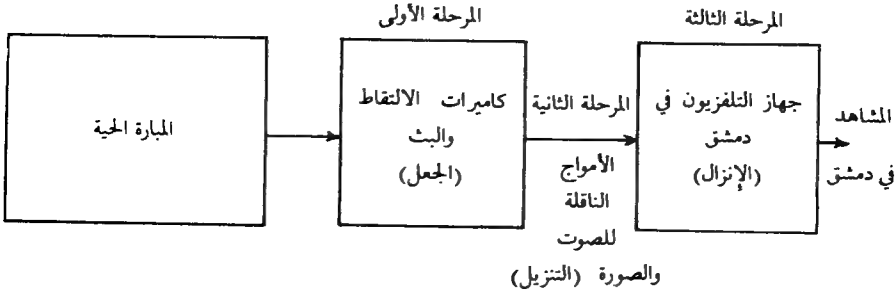 المرحلة الأولى
المرحلة الثالثة
المبارة الحية
كاميرات الالتقاط
والبث
(الجعل)
المرحلة الثانية
الأمواج
الناقلة
للصوت
والصورة (التنزيل)
جهاز التلفزيون في
دمشق
(الإنزال)
المشاهد
في دمشق